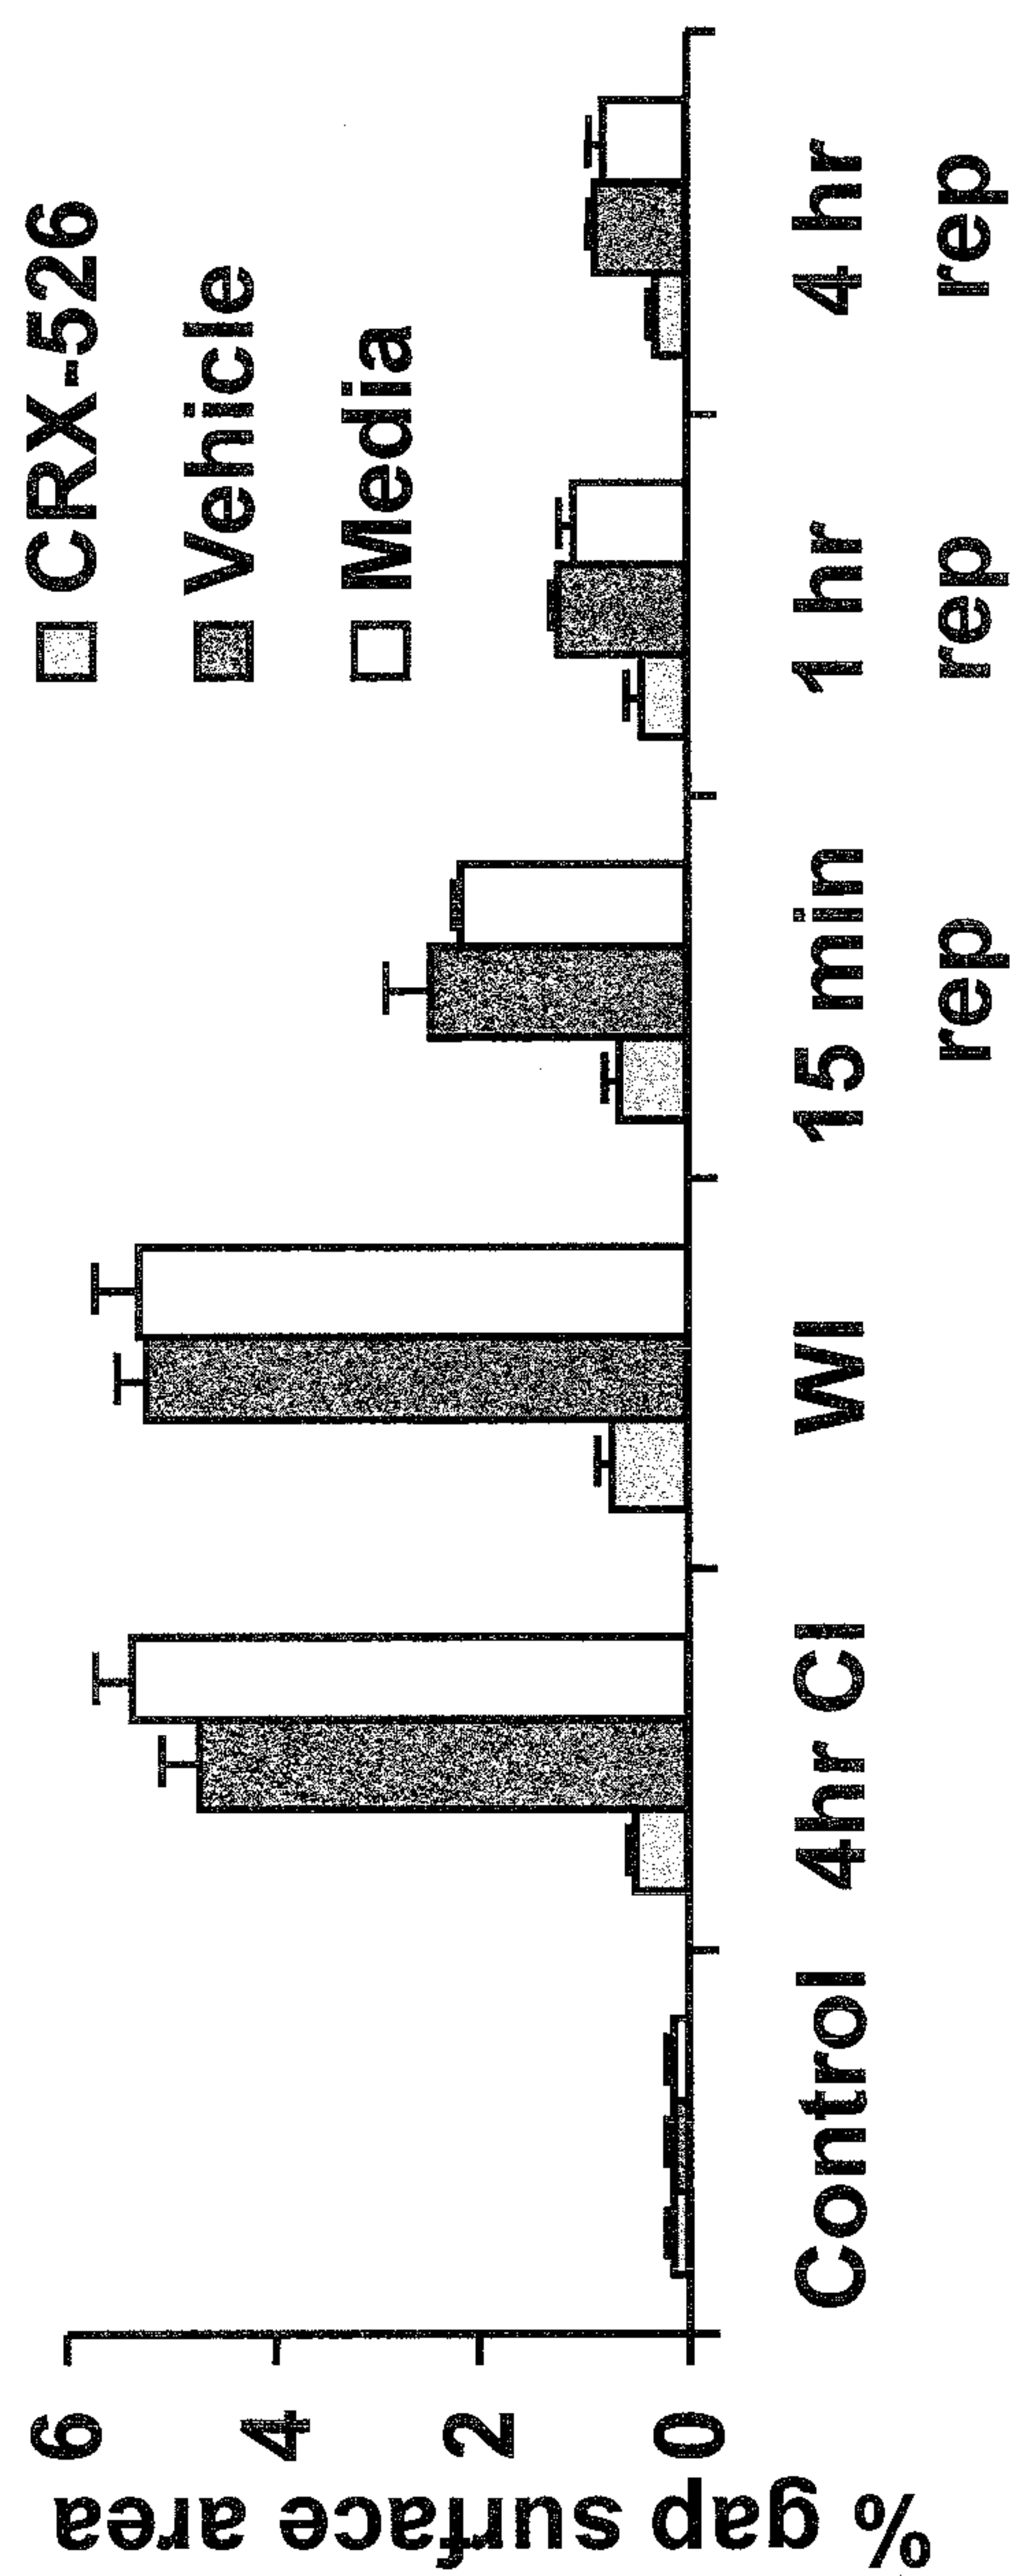 % gap surface area
6
4
2
0
CRX-526
Vehicle
Media
Control 4hr CI WI 15 min 1 hr 4 hr
rep rep rep